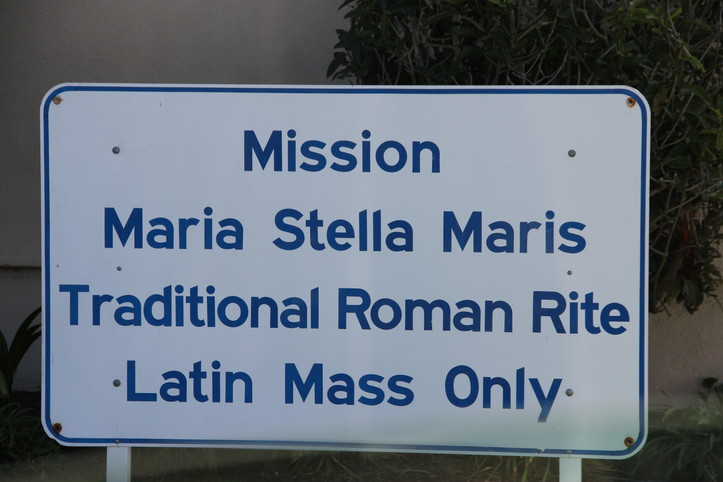 Mission
Maria Stella Maris
Traditional Roman Rite
Latin Mass Only